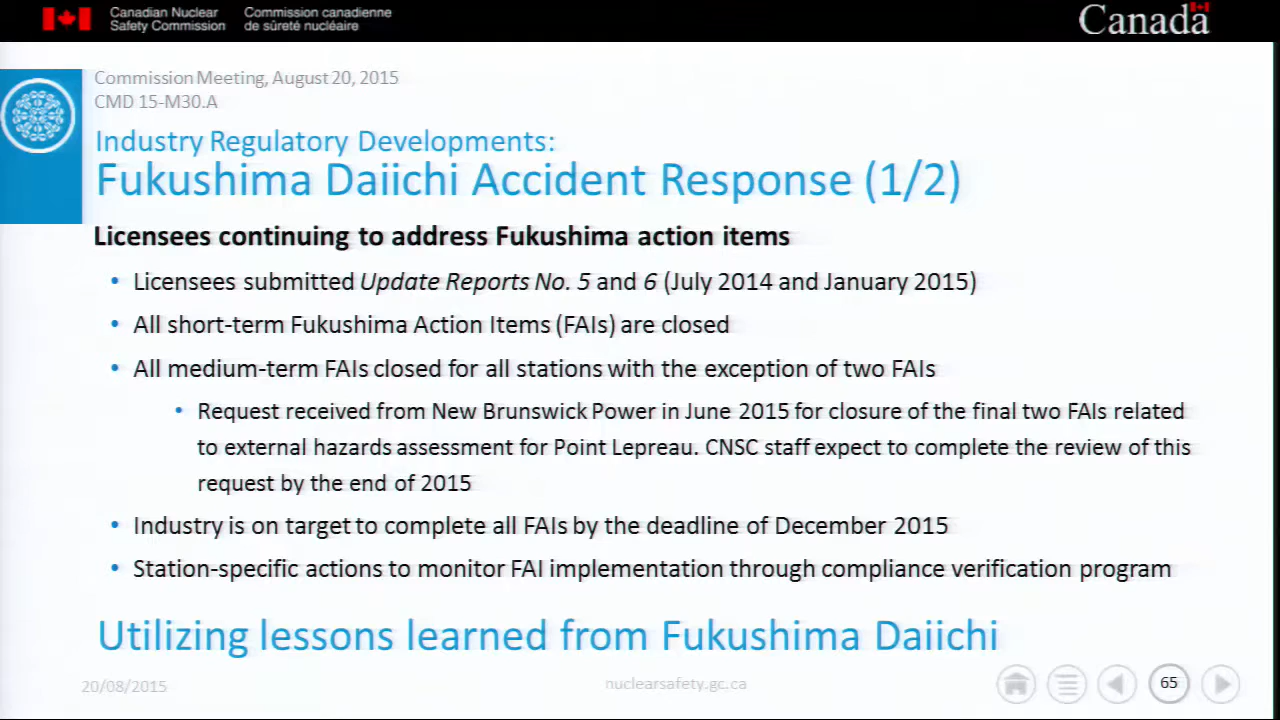 Canadian Nuclear Safety Commission
Commission canadienne de sûreté nucléaire
Canada
Commission Meeting, August 20, 2015
CMD 15-M30.A
Industry Regulatory Developments:
Fukushima Daiichi Accident Response (1/2)
Licensees continuing to address Fukushima action items
• Licensees submitted Update Reports No. 5 and 6 (July 2014 and January 2015)
• All short-term Fukushima Action Items (FAIs) are closed
• All medium-term FAIs closed for all stations with the exception of two FAIs
• Request received from New Brunswick Power in June 2015 for closure of the final two FAIs related
to external hazards assessment for Point Lepreau. CNSC staff expect to complete the review of this
request by the end of 2015
• Industry is on target to complete all FAIs by the deadline of December 2015
• Station-specific actions to monitor FAI implementation through compliance verification program
Utilizing lessons learned from Fukushima Daiichi
20/08/2015
nuclearsafety.gc.ca
65